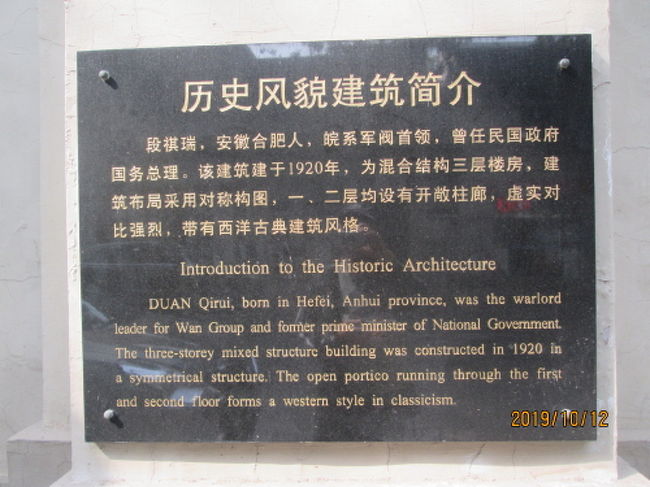 历史风貌建筑简介
段祺瑞，安徽合肥人，皖系军阀首领，曾任民国政府
国务总理。该建筑建于1920年，为混合结构三层楼房，建
筑布局采用对称构图，一、二层均设有开敞柱廊，虚实对
比强烈，带有西洋古典建筑风格。
Introduction to the Historic Architecture
DUAN Qirui, born in Hefei, Anhui province, was the warlord
leader for Wan Group and former prime minister of National Government.
The three-storey mixed structure building was constructed in 1920 in
a symmetrical structure. The open portico running through the first
and second floor forms a western style in classicism.
2019/10/12